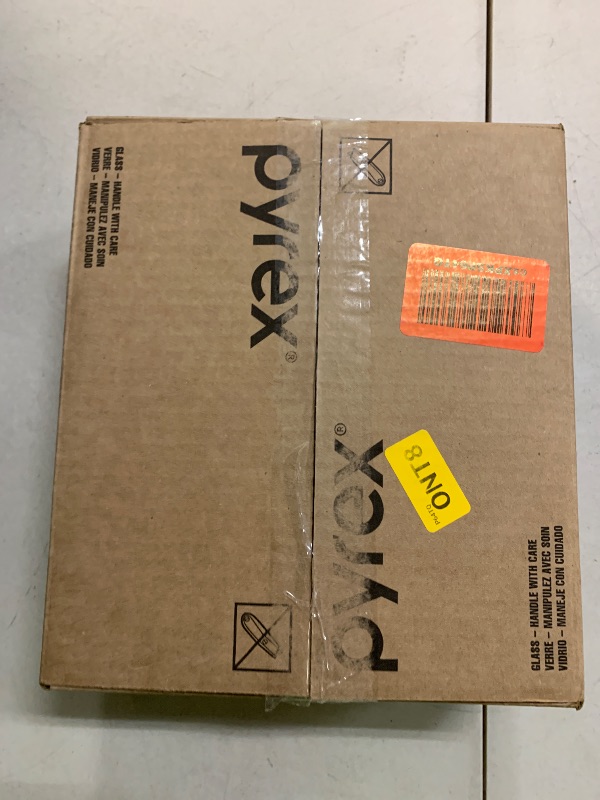 GLASS – HANDLE WITH CARE
VERRE – MANIPULEZ AVEC SOIN
VIDRIO – MANEJE CON CUIDADO
pyrex®
pyrex®
ONT8
GLASS – HANDLE WITH CARE
VERRE – MANIPULEZ AVEC SOIN
VIDRIO – MANEJE CON CUIDADO